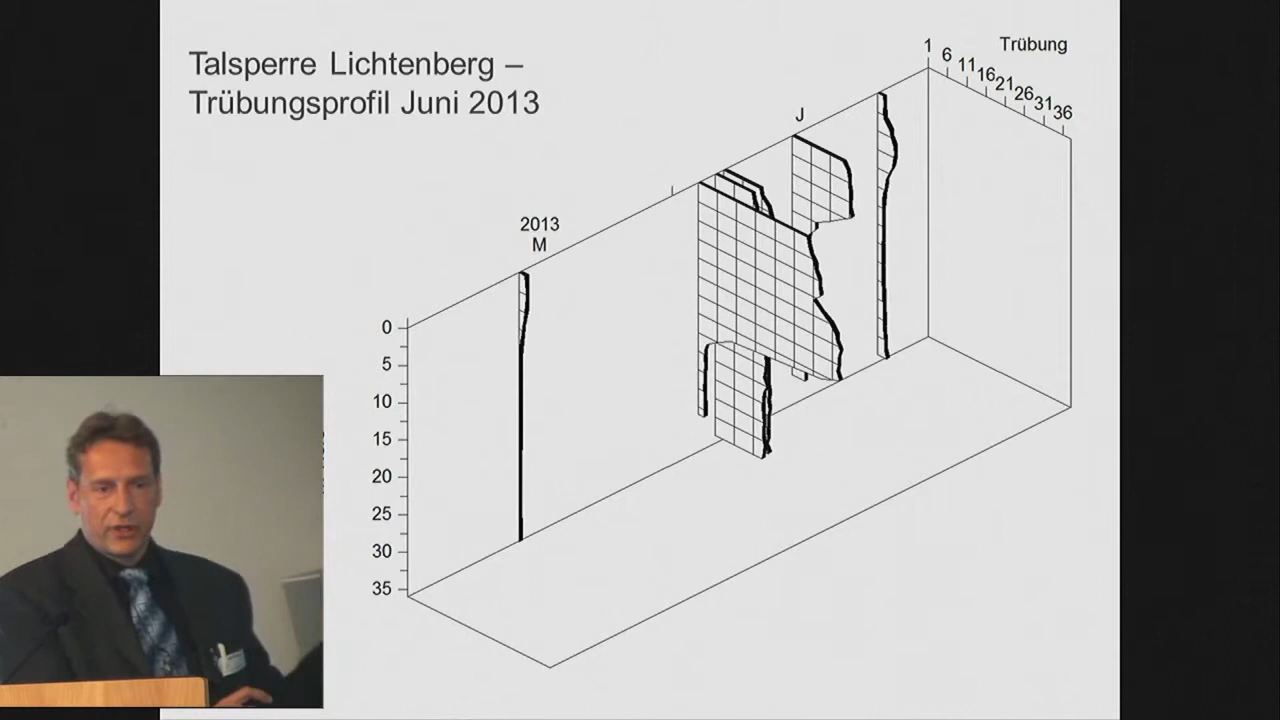 Talsperre Lichtenberg –
Trübungsprofil Juni 2013
Trübung
1 6 11 16 21 26 31 36
J
2013
M
0
5
10
15
20
25
30
35